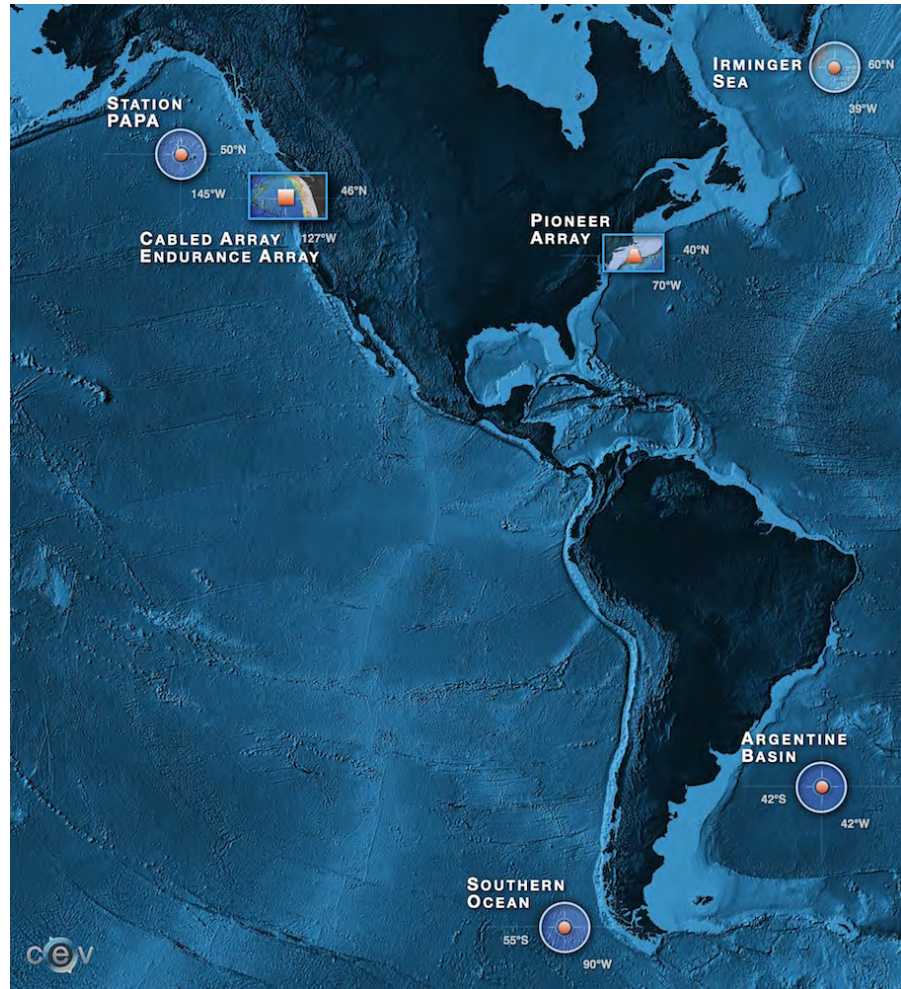 IRMINGER
SEA
60°N
39°W
STATION
PAPA
50°N
145°W
46°N
127°W
CABLED ARRAY
ENDURANCE ARRAY
PIONEER
ARRAY
40°N
70°W
ARGENTINE
BASIN
42°S
42°W
SOUTHERN
OCEAN
55°S
90°W
cev